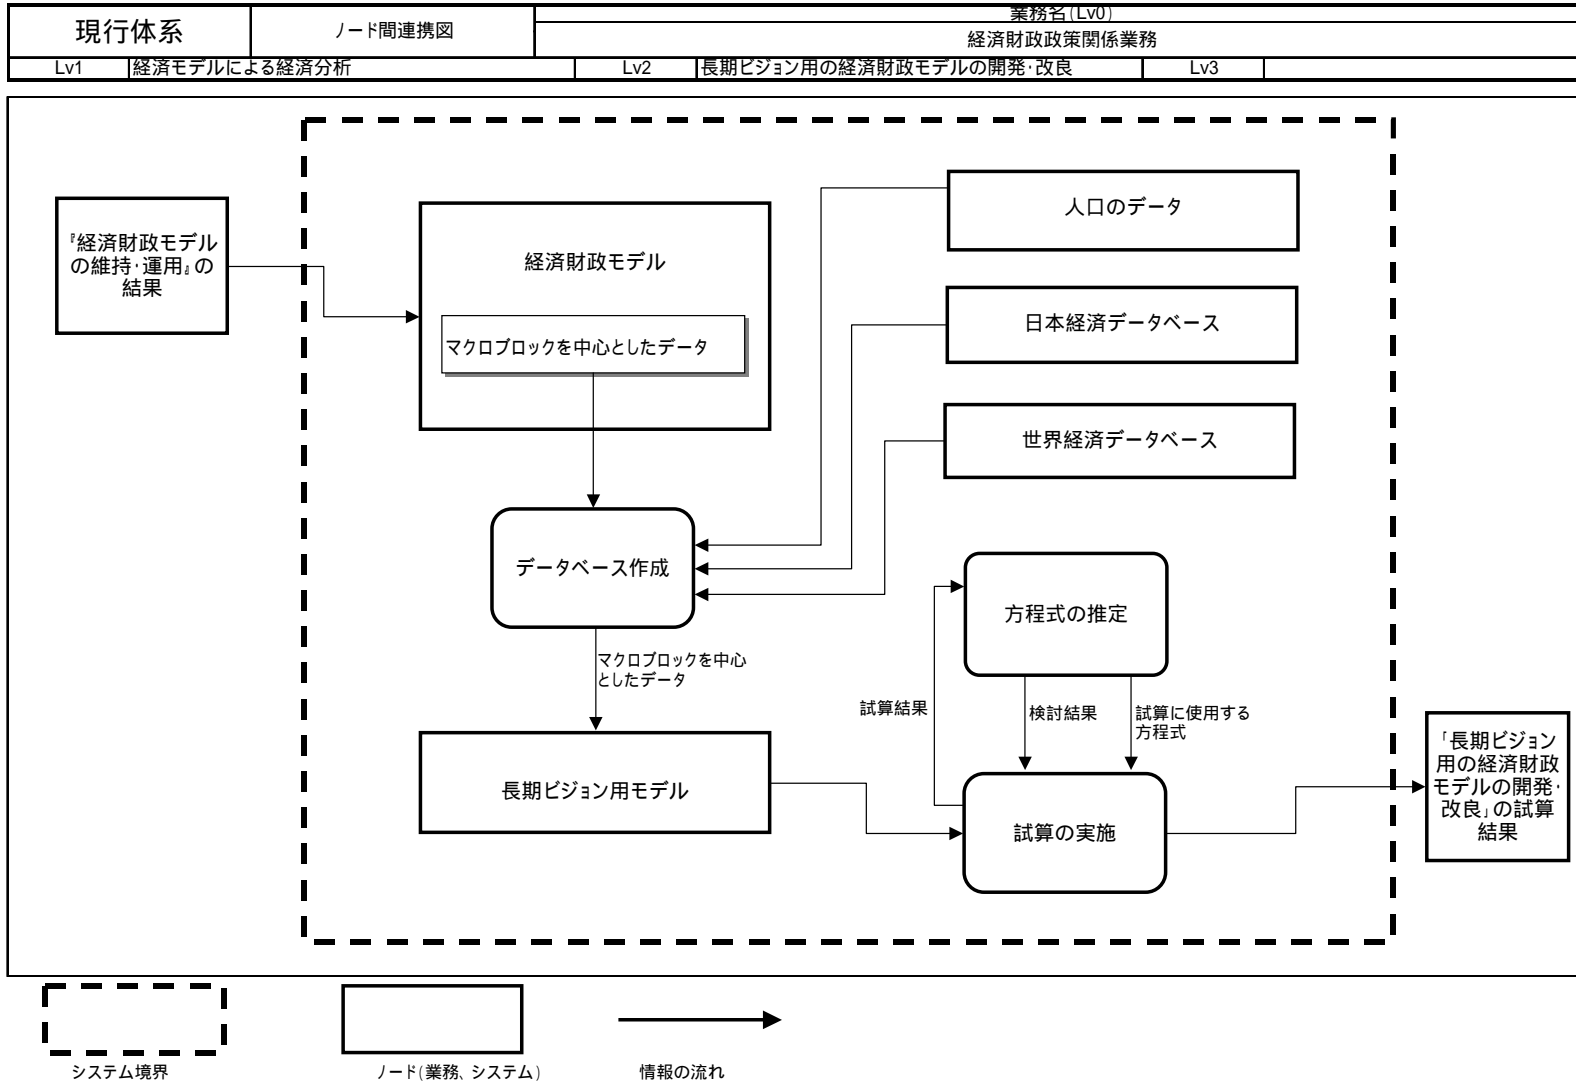 現行体系
ノード間連携図
業務名(Lv0)
経済財政政策関係業務
Lv1
経済モデルによる経済分析
Lv2
長期ビジョン用の経済財政モデルの開発・改良
Lv3
『経済財政モデル
の維持・運用』の
結果
経済財政モデル
マクロブロックを中心としたデータ
人口のデータ
日本経済データベース
世界経済データベース
データベース作成
マクロブロックを中心
としたデータ
方程式の推定
試算結果
検討結果
試算に使用する
方程式
長期ビジョン用モデル
試算の実施
「長期ビジョン
用の経済財政
モデルの開発・
改良」の試算
結果
システム境界
ノード(業務、システム)
情報の流れ